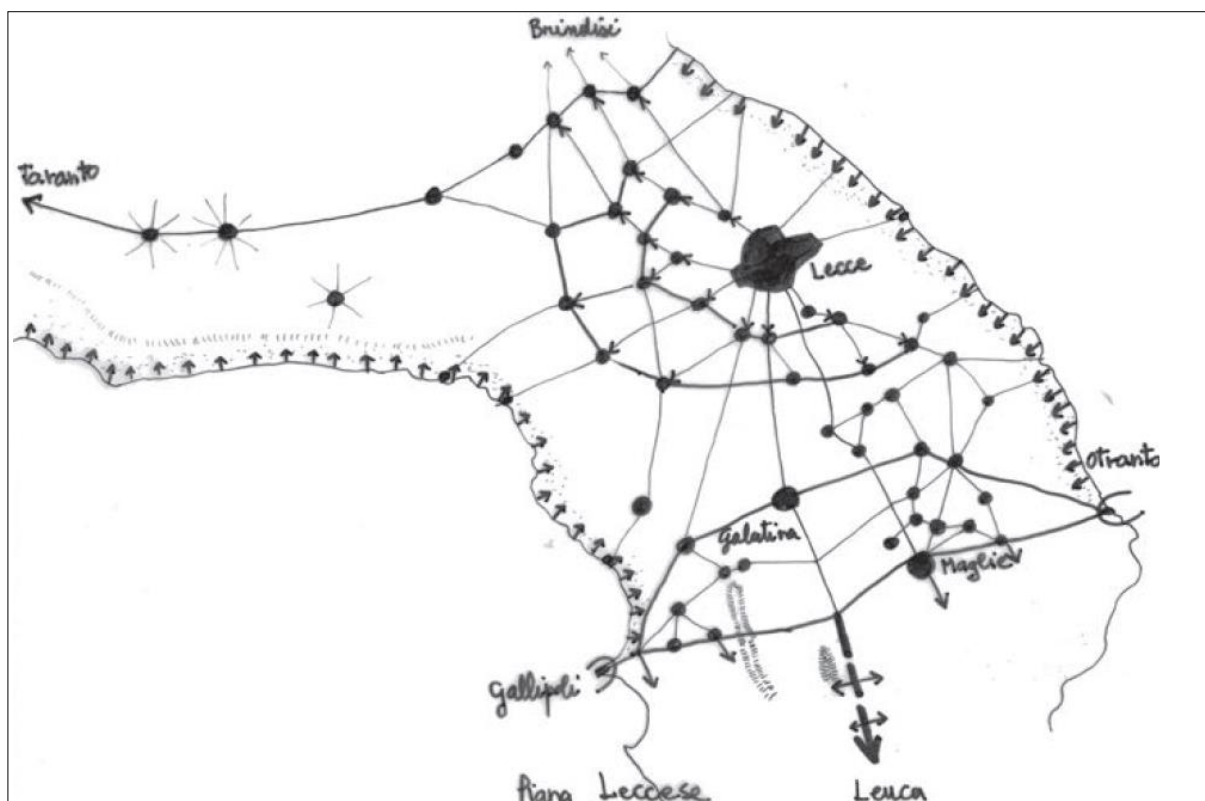 Brindisi
Taranto
Lecce
Otranto
Galatina
Maglie
Gallipoli
Piana Leccese
Leuca